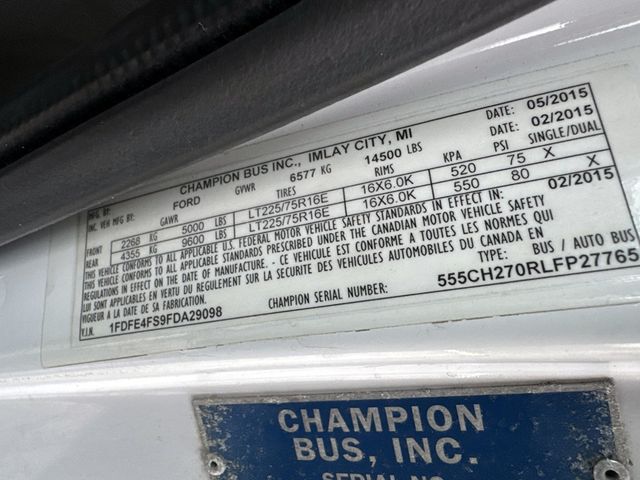 MFD BY: CHAMPION BUS INC., IMLAY CITY, MI DATE: 05/2015
INC. VEH MFG BY: FORD DATE: 02/2015
GAWR GVWR 6577 KG 14500 LBS
TIRES RIMS KPA PSI SINGLE/DUAL
FRONT 2268 KG 5000 LBS LT225/75R16E 16X6.0K 520 75 X
REAR 4355 KG 9600 LBS LT225/75R16E 16X6.0K 550 80 X
THIS VEHICLE CONFORMS TO ALL APPLICABLE U.S. FEDERAL MOTOR VEHICLE SAFETY STANDARDS IN EFFECT IN: 02/2015
THIS VEHICLE CONFORMS TO ALL APPLICABLE STANDARDS PRESCRIBED UNDER THE CANADIAN MOTOR VEHICLE SAFETY
REGULATIONS IN EFFECT ON THE DATE OF MANUFACTURE. - CE VÉHICULE EST CONFORME A TOUTES LES NORMES QUI
LUI SONT APPLICABLES EN VERTU DU RÉGLEMENT SUR LA SÉCURITÉ DES VÉHICULES AUTOMOBILES DU CANADA EN
VIGUEUR A LA DATE DE SA FABRICATION. TYPE: BUS / AUTO BUS
V.I.N. 1FDFE4FS9FDA29098 CHAMPION SERIAL NUMBER: 555CH270RLFP27765
CHAMPION
BUS, INC.
SERIAL NO.